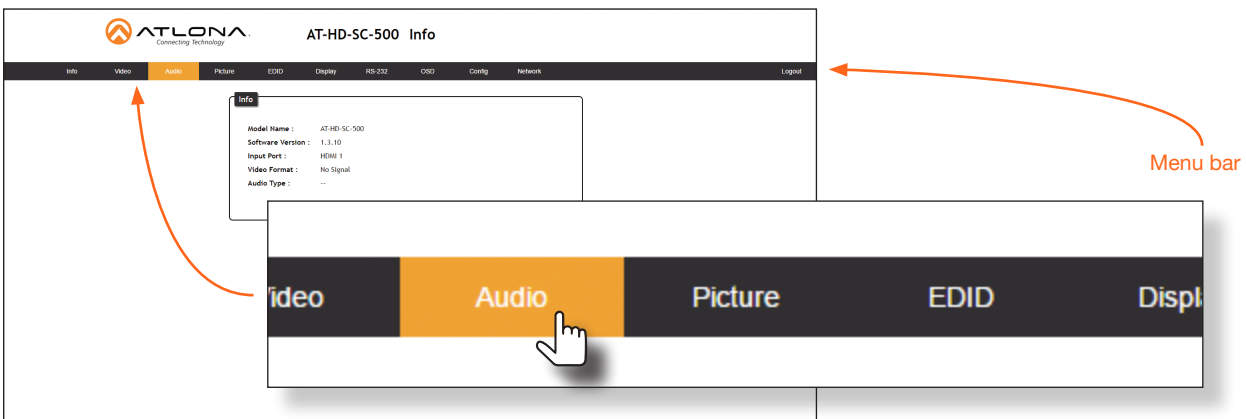 ATLONA.
Connecting Technology
AT-HD-SC-500 Info
Info Video Audio Picture EDID Display RS-232 OSD Config Network Logout
Info
Model Name : AT-HD-SC-500
Software Version : 1.3.10
Input Port : HDMI 1
Video Format : No Signal
Audio Type : --
Menu bar
ideo Audio Picture EDID Displ